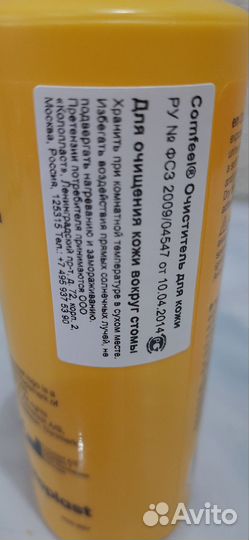 Comfeel® Очиститель для кожи
РУ № ФСЗ 2009/04547 от 10.04.2014
Для очищения кожи вокруг стомы
Хранить при комнатной температуре в сухом месте.
Избегать воздействия прямых солнечных лучей, не
подвергать нагреванию и замораживанию.
Претензии потребителя принимаются ООО
«Колопласт», Ленинградский пр-т, д. 72, корп. 2,
Москва, Россия, 125315 Тел.: +7 495 937 53 90
plast
Avito